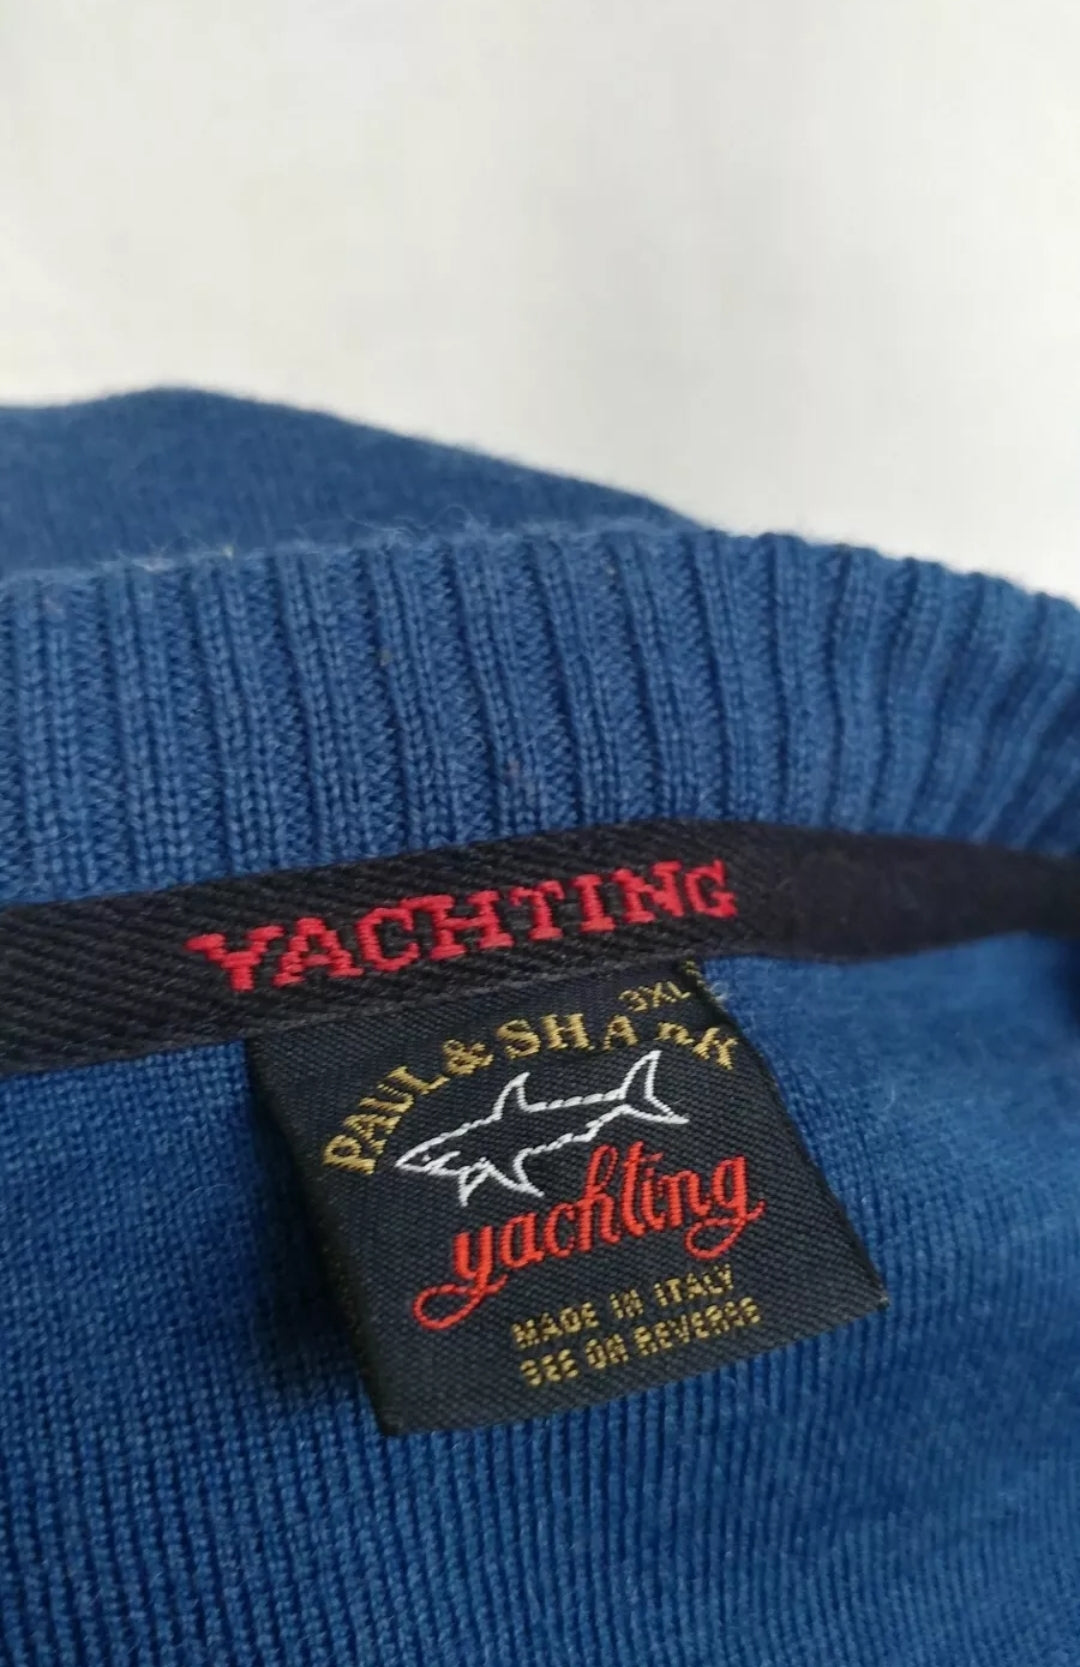 YACHTING
3XL
PAUL & SHARK
yachting
MADE IN ITALY
SEE ON REVERSE